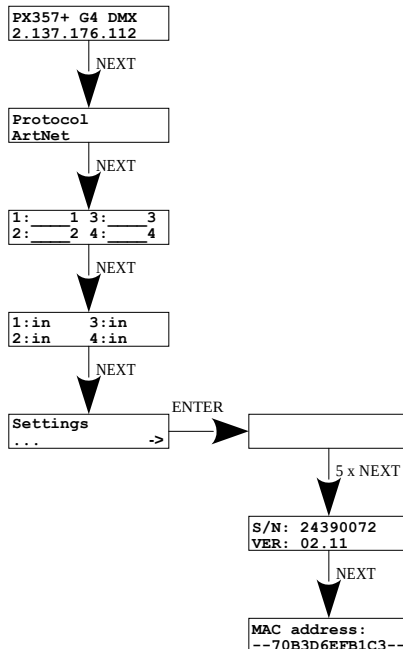 PX357+ G4 DMX
2.137.176.112
NEXT
Protocol
ArtNet
NEXT
1:____1 3:____3
2:____2 4:____4
NEXT
1:in 3:in
2:in 4:in
NEXT
Settings
... ->
ENTER
5 x NEXT
S/N: 24390072
VER: 02.11
NEXT
MAC address:
--70B3D6EFB1C3--